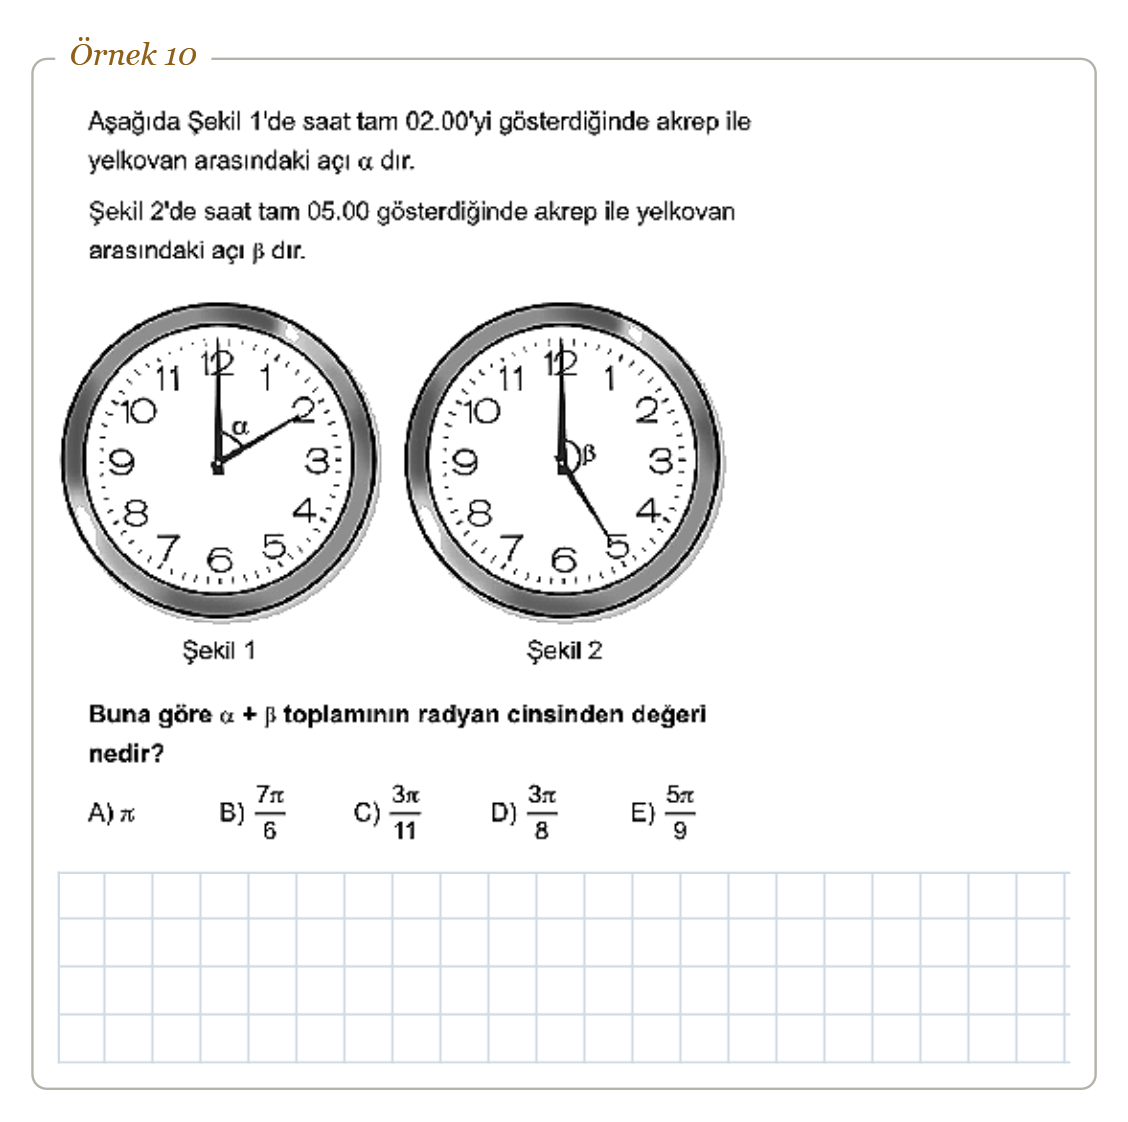 Örnek 10
Aşağıda Şekil 1'de saat tam 02.00'yi gösterdiğinde akrep ile
yelkovan arasındaki açı α dır.
Şekil 2'de saat tam 05.00 gösterdiğinde akrep ile yelkovan
arasındaki açı β dır.
12 1 2 3 4 5 6 7 8 9 10 11
α
12 1 2 3 4 5 6 7 8 9 10 11
β
Şekil 1
Şekil 2
Buna göre α + β toplamının radyan cinsinden değeri
nedir?
A) π B) 7π/6 C) 3π/11 D) 3π/8 E) 5π/9